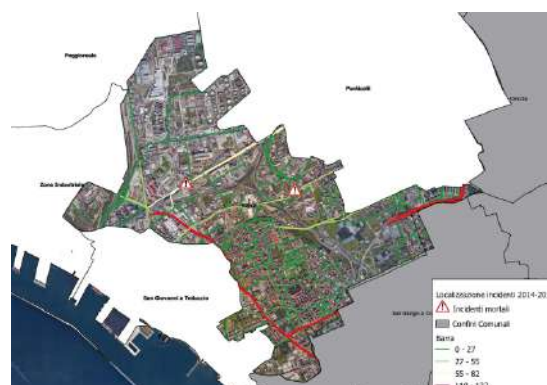 Poggioreale
Ponticelli
Zona Industriale
San Giovanni a Teduccio
Localizzazione incidenti 2014-20
Incidenti mortali
Confini Comunali
Barra
0 - 27
27 - 55
55 - 82